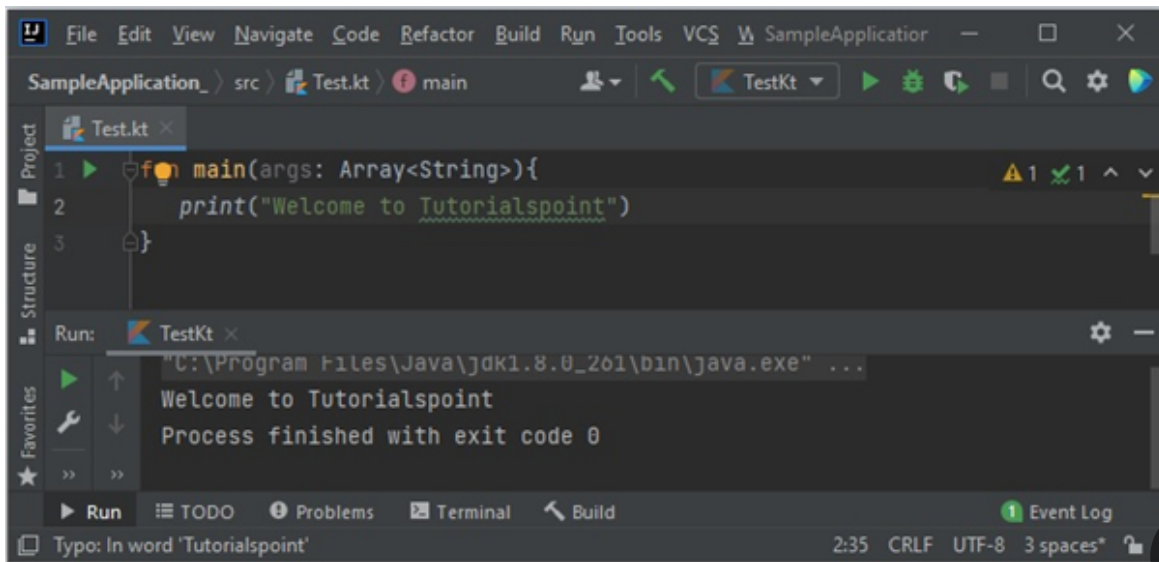 IJ File Edit View Navigate Code Refactor Build Run Tools VCS W SampleApplication
SampleApplication_ src Test.kt f main TestKt
Test.kt
1 fun main(args: Array<String>){ 1 1
2 print("Welcome to Tutorialspoint")
3 }
Project
Structure
Favorites
Run: TestKt
"C:\Program Files\Java\jdk1.8.0_261\bin\java.exe" ...
Welcome to Tutorialspoint
Process finished with exit code 0
Run TODO Problems Terminal Build 1 Event Log
Typo: In word 'Tutorialspoint' 2:35 CRLF UTF-8 3 spaces*